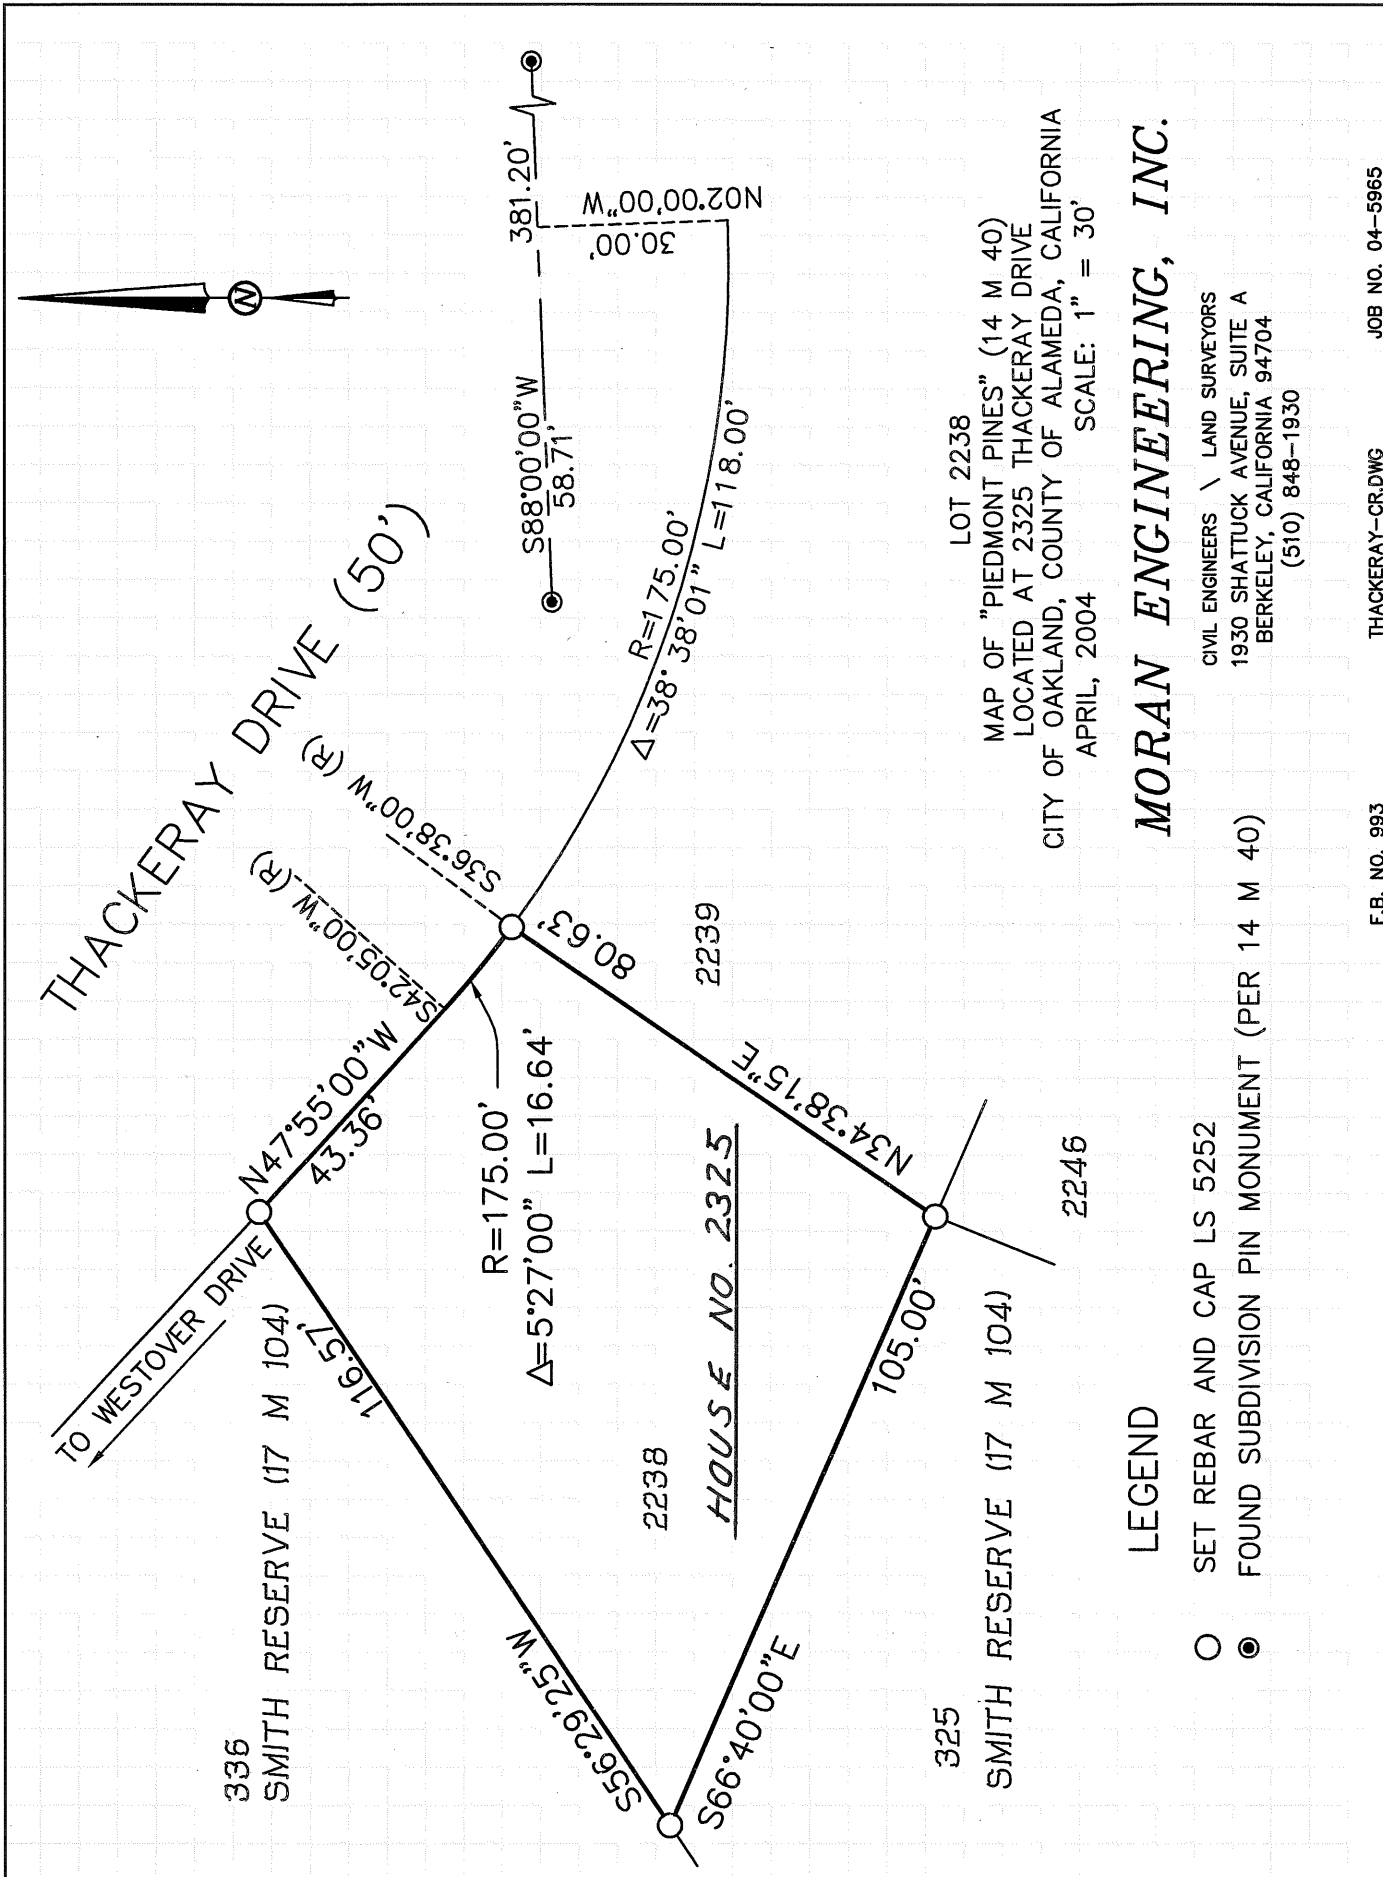 THACKERAY DRIVE (50')
TO WESTOVER DRIVE
N47°55'00"W
43.36'
S42°05'00"W (R)
S36°38'00"W (R)
S88°00'00"W
58.71'
381.20'
30.00'
N02°00'00"W
R=175.00'
Δ=38°38'01" L=118.00'
R=175.00'
Δ=5°27'00" L=16.64'
80.63'
N34°38'15"E
116.57'
S56°29'25"W
105.00'
S66°40'00"E
336
SMITH RESERVE (17 M 104)
2238
HOUSE NO. 2325
2239
2246
325
SMITH RESERVE (17 M 104)
LEGEND
SET REBAR AND CAP LS 5252
FOUND SUBDIVISION PIN MONUMENT (PER 14 M 40)
LOT 2238
MAP OF "PIEDMONT PINES" (14 M 40)
LOCATED AT 2325 THACKERAY DRIVE
CITY OF OAKLAND, COUNTY OF ALAMEDA, CALIFORNIA
APRIL, 2004 SCALE: 1" = 30'
MORAN ENGINEERING, INC.
CIVIL ENGINEERS \ LAND SURVEYORS
1930 SHATTUCK AVENUE, SUITE A
BERKELEY, CALIFORNIA 94704
(510) 848-1930
F.B. NO. 993 THACKERAY-CR.DWG JOB NO. 04-5965
N